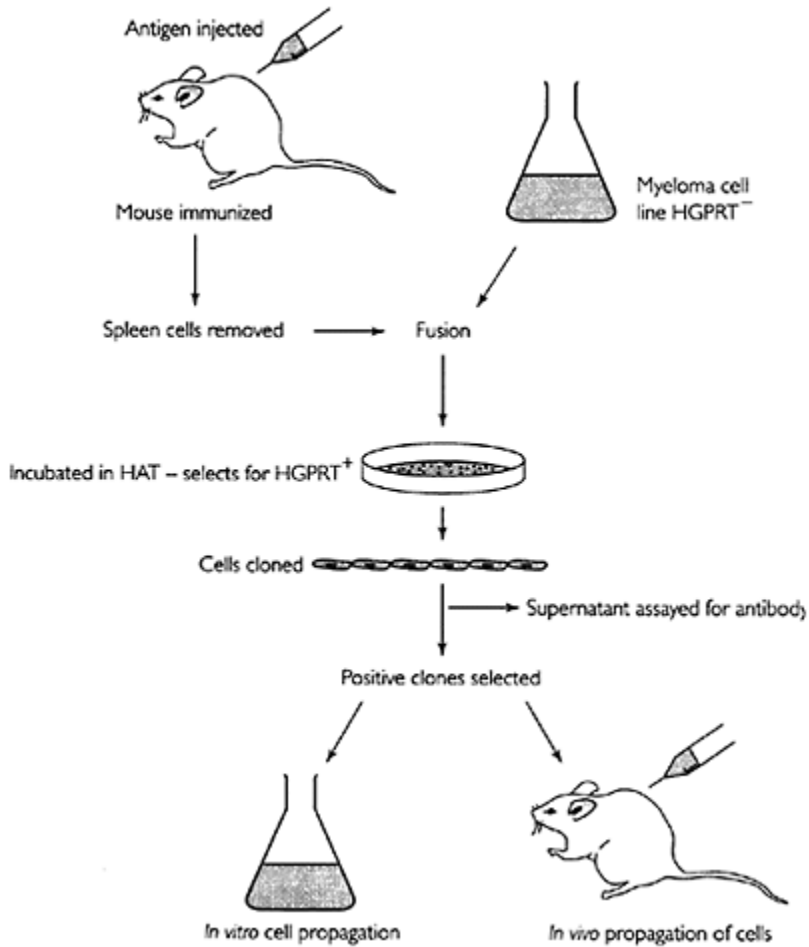 Antigen injected
Mouse immunized
Myeloma cell
line HGPRT⁻
Spleen cells removed
Fusion
Incubated in HAT – selects for HGPRT⁺
Cells cloned
Supernatant assayed for antibody
Positive clones selected
In vitro cell propagation
In vivo propagation of cells